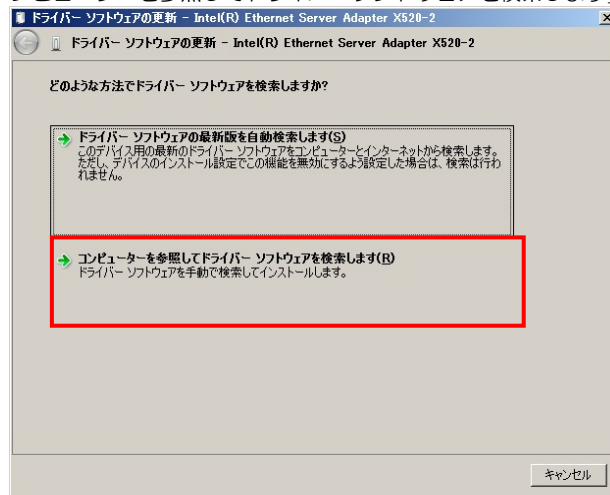 ドライバー ソフトウェアの更新 - Intel(R) Ethernet Server Adapter X520-2
ドライバー ソフトウェアの更新 - Intel(R) Ethernet Server Adapter X520-2
どのような方法でドライバー ソフトウェアを検索しますか?
ドライバー ソフトウェアの最新版を自動検索します(S)
このデバイス用の最新のドライバー ソフトウェアをコンピューターとインターネットから検索します。
ただし、デバイスのインストール設定でこの機能を無効にするよう設定した場合は、検索は行わ
れません。
コンピューターを参照してドライバー ソフトウェアを検索します(R)
ドライバー ソフトウェアを手動で検索してインストールします。
キャンセル